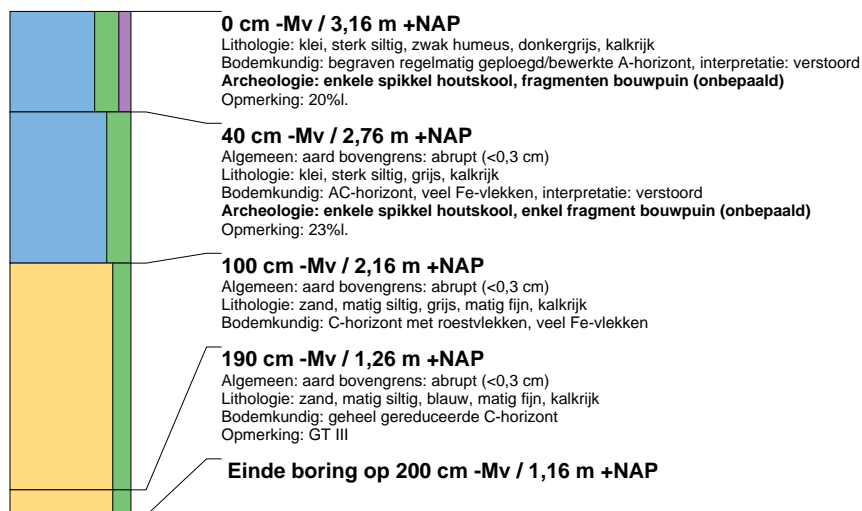 0 cm -Mv / 3,16 m +NAP
Lithologie: klei, sterk siltig, zwak humeus, donkergrijs, kalkrijk
Bodemkundig: begraven regelmatig geploegd/bewerkte A-horizont, interpretatie: verstoord
Archeologie: enkele spikkel houtskool, fragmenten bouwpuin (onbepaald)
Opmerking: 20%l.
40 cm -Mv / 2,76 m +NAP
Algemeen: aard bovengrens: abrupt (<0,3 cm)
Lithologie: klei, sterk siltig, grijs, kalkrijk
Bodemkundig: AC-horizont, veel Fe-vlekken, interpretatie: verstoord
Archeologie: enkele spikkel houtskool, enkel fragment bouwpuin (onbepaald)
Opmerking: 23%l.
100 cm -Mv / 2,16 m +NAP
Algemeen: aard bovengrens: abrupt (<0,3 cm)
Lithologie: zand, matig siltig, grijs, matig fijn, kalkrijk
Bodemkundig: C-horizont met roestvlekken, veel Fe-vlekken
190 cm -Mv / 1,26 m +NAP
Algemeen: aard bovengrens: abrupt (<0,3 cm)
Lithologie: zand, matig siltig, blauw, matig fijn, kalkrijk
Bodemkundig: geheel gereduceerde C-horizont
Opmerking: GT III
Einde boring op 200 cm -Mv / 1,16 m +NAP